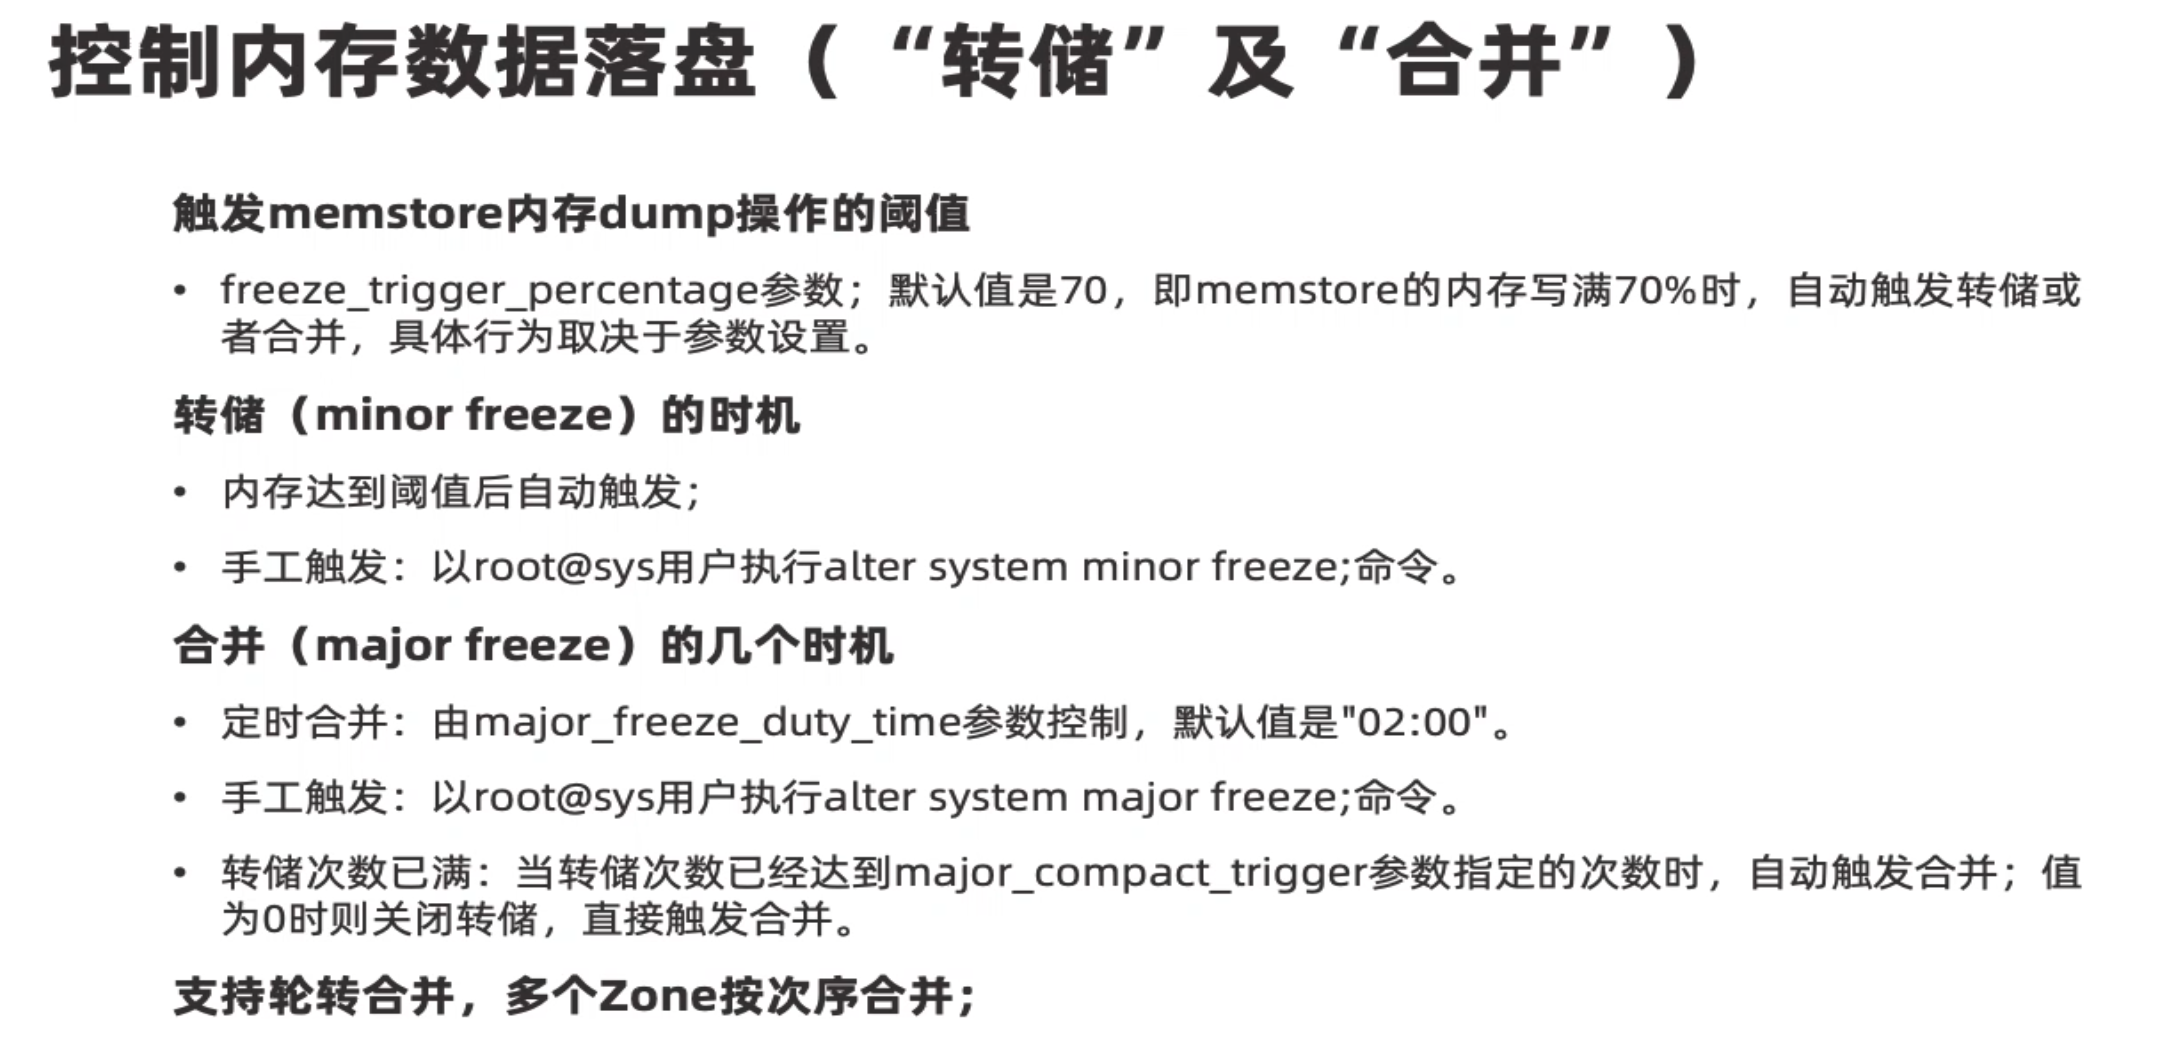 控制内存数据落盘（“转储”及“合并”）
触发memstore内存dump操作的阈值
• freeze_trigger_percentage参数；默认值是70，即memstore的内存写满70%时，自动触发转储或
者合并，具体行为取决于参数设置。
转储（minor freeze）的时机
• 内存达到阈值后自动触发；
• 手工触发：以root@sys用户执行alter system minor freeze;命令。
合并（major freeze）的几个时机
• 定时合并：由major_freeze_duty_time参数控制，默认值是"02:00"。
• 手工触发：以root@sys用户执行alter system major freeze;命令。
• 转储次数已满：当转储次数已经达到major_compact_trigger参数指定的次数时，自动触发合并；值
为0时则关闭转储，直接触发合并。
支持轮转合并，多个Zone按次序合并；